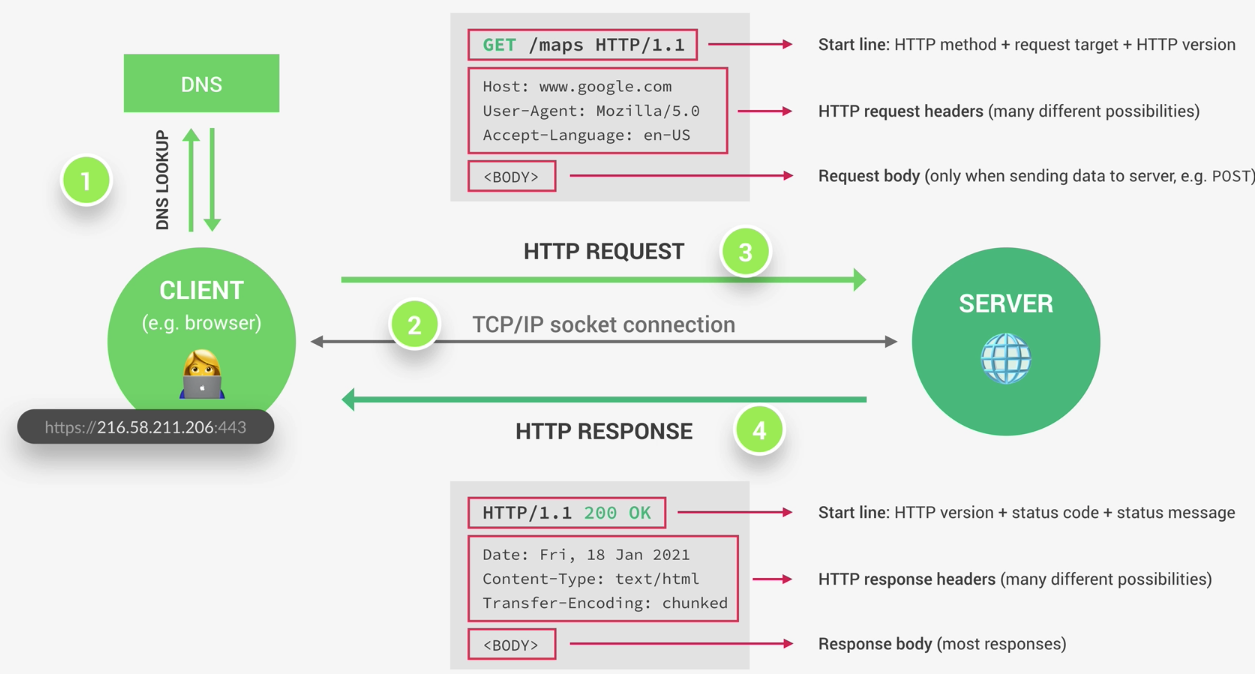 DNS
1
DNS LOOKUP
CLIENT
(e.g. browser)
https://216.58.211.206:443
GET /maps HTTP/1.1
Start line: HTTP method + request target + HTTP version
Host: www.google.com
User-Agent: Mozilla/5.0
Accept-Language: en-US
HTTP request headers (many different possibilities)
<BODY>
Request body (only when sending data to server, e.g. POST)
HTTP REQUEST
3
2
TCP/IP socket connection
HTTP RESPONSE
4
SERVER
HTTP/1.1 200 OK
Start line: HTTP version + status code + status message
Date: Fri, 18 Jan 2021
Content-Type: text/html
Transfer-Encoding: chunked
HTTP response headers (many different possibilities)
<BODY>
Response body (most responses)